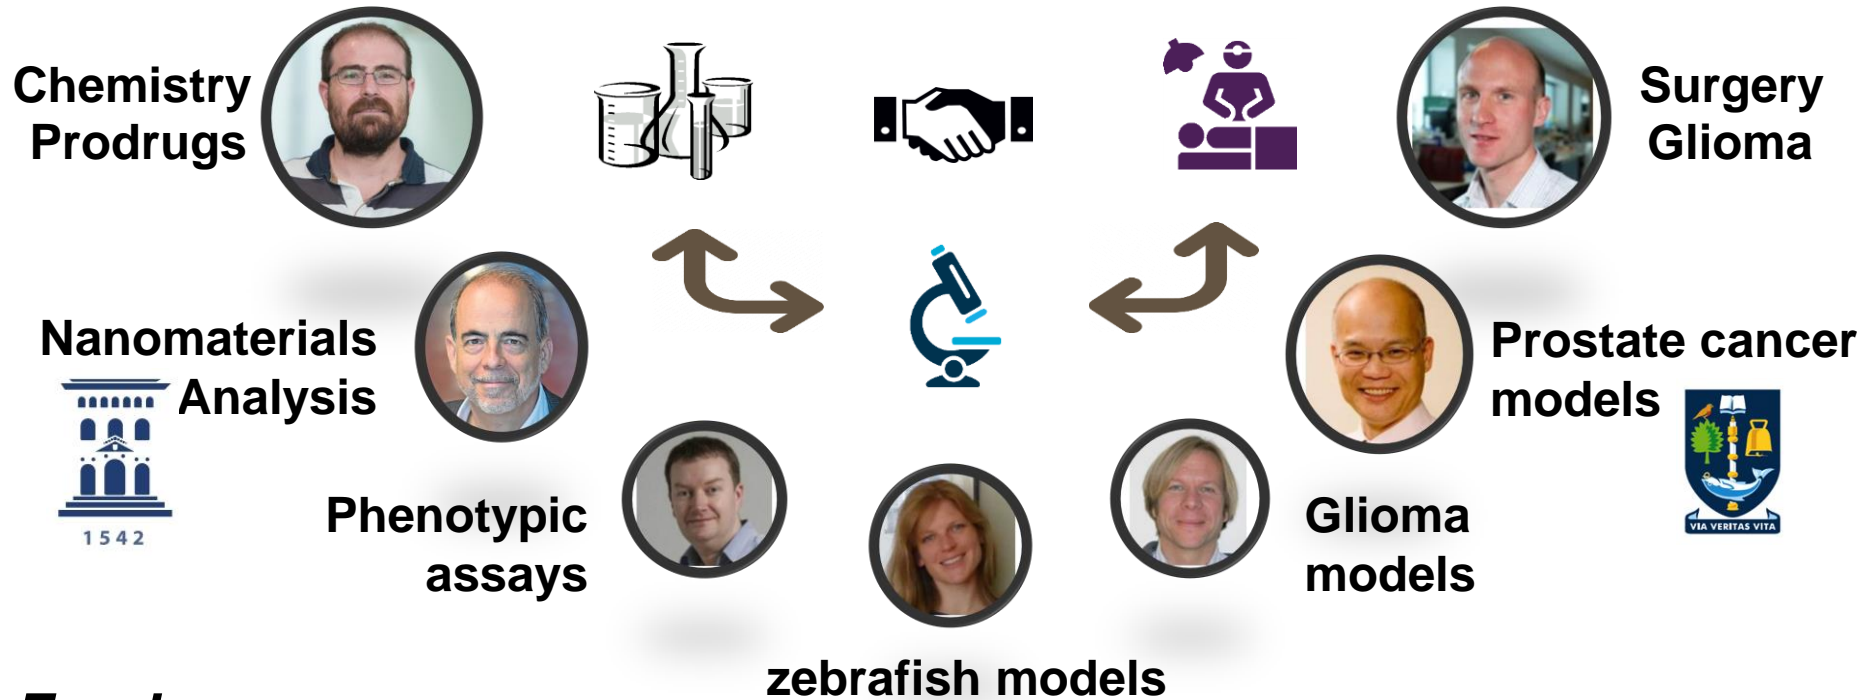 Chemistry
Prodrugs
Surgery
Glioma
Nanomaterials
Analysis
1542
Prostate cancer
models
VIA VERITAS VITA
Phenotypic
assays
Glioma
models
zebrafish models